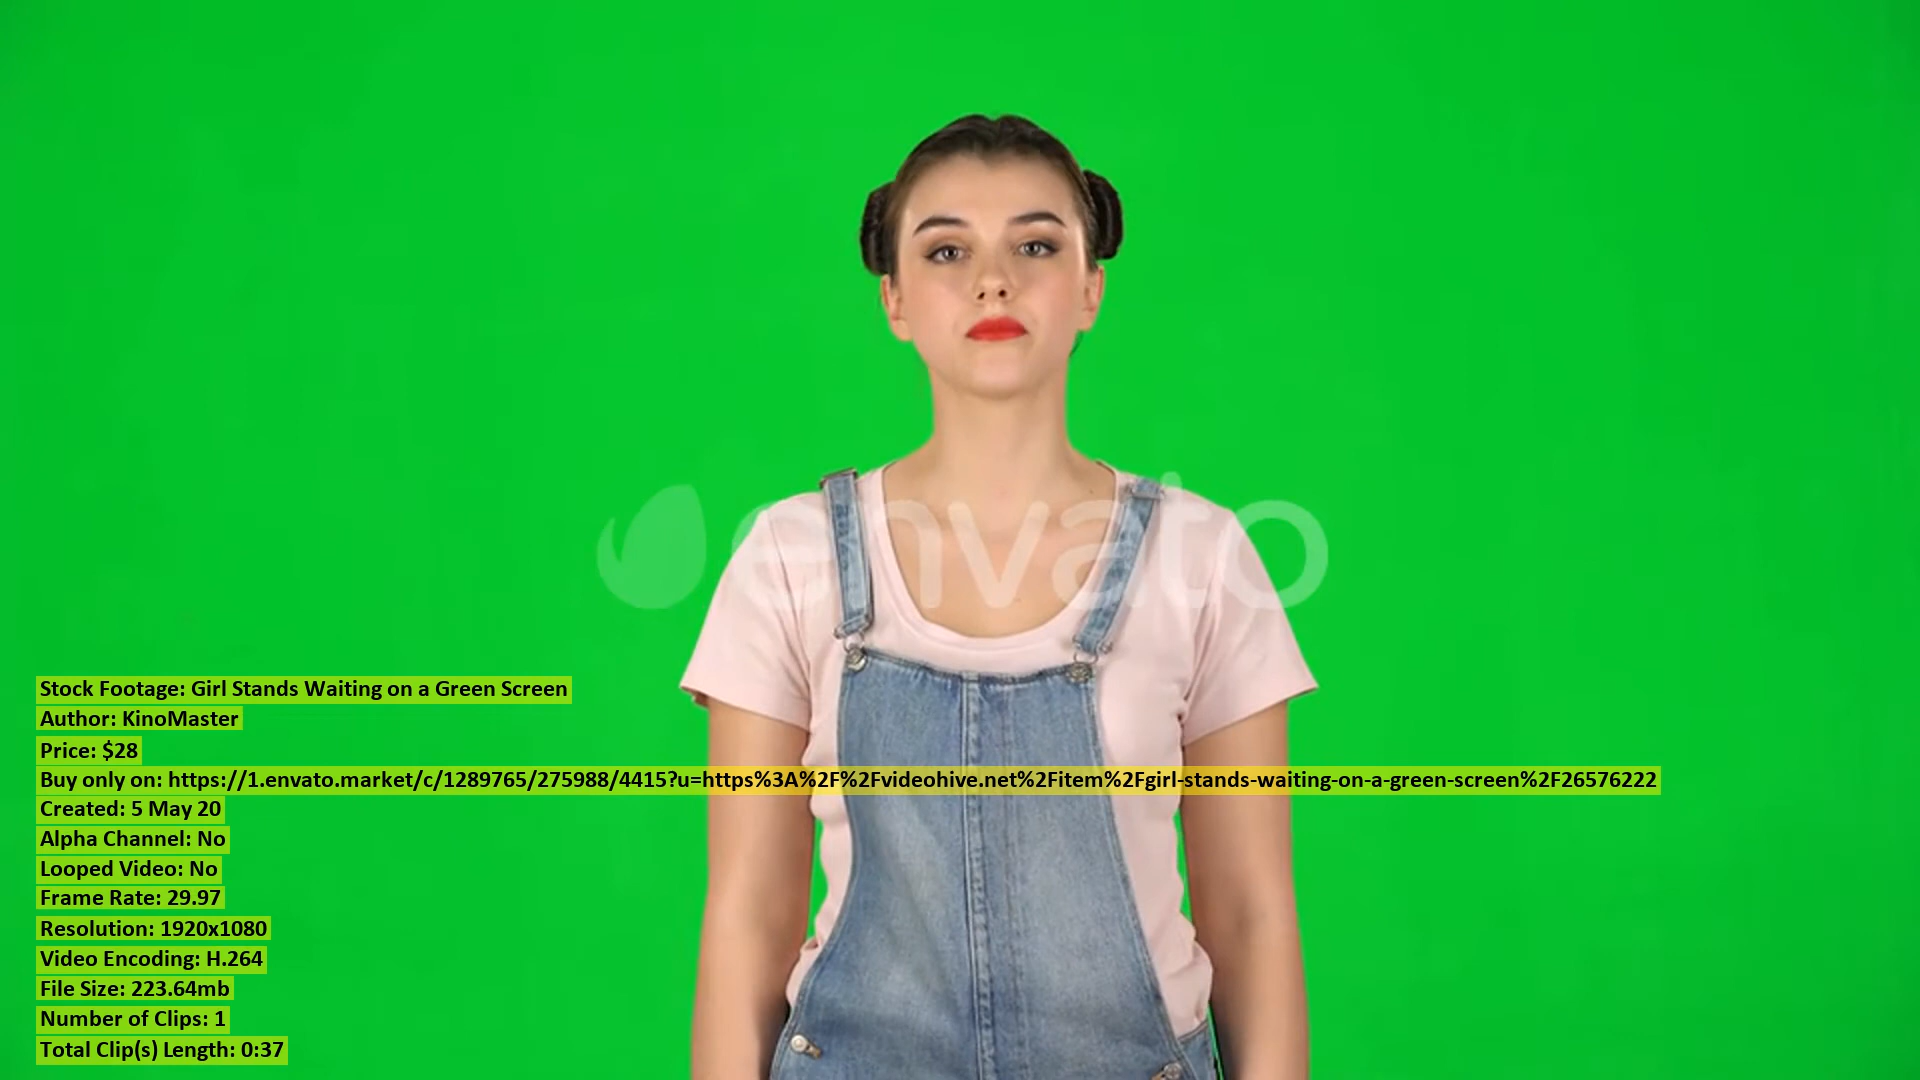 envato
Stock Footage: Girl Stands Waiting on a Green Screen
Author: KinoMaster
Price: $28
Buy only on: https://1.envato.market/c/1289765/275988/4415?u=https%3A%2F%2Fvideohive.net%2Fitem%2Fgirl-stands-waiting-on-a-green-screen%2F26576222
Created: 5 May 20
Alpha Channel: No
Looped Video: No
Frame Rate: 29.97
Resolution: 1920x1080
Video Encoding: H.264
File Size: 223.64mb
Number of Clips: 1
Total Clip(s) Length: 0:37